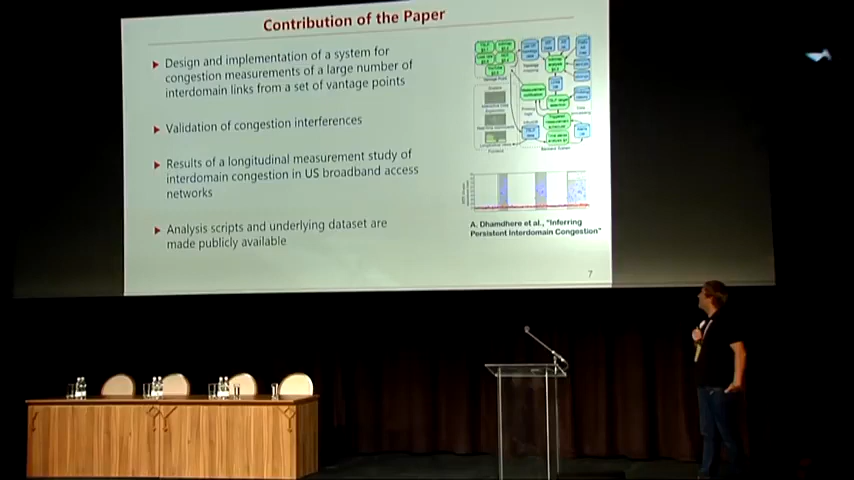 Contribution of the Paper
Design and implementation of a system for
congestion measurements of a large number of
interdomain links from a set of vantage points
Validation of congestion interferences
Results of a longitudinal measurement study of
interdomain congestion in US broadband access
networks
Analysis scripts and underlying dataset are
made publicly available
A. Dhamdhere et al., "Inferring
Persistent Interdomain Congestion"
7